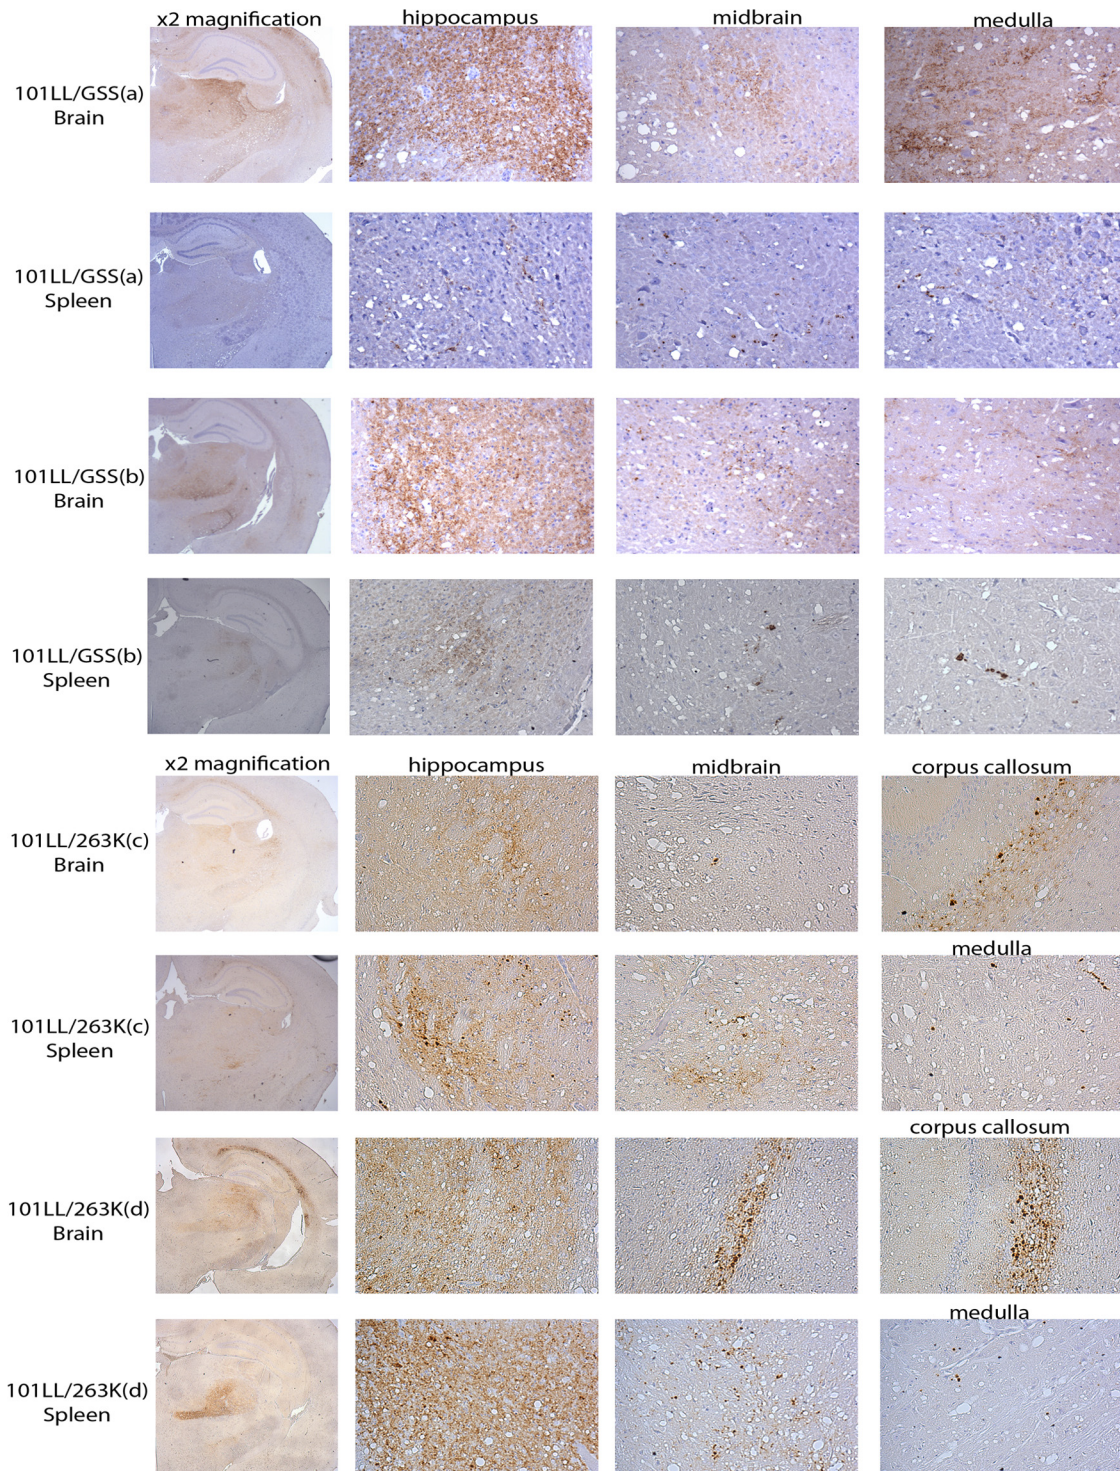 x2 magnification hippocampus midbrain medulla
101LL/GSS(a)
Brain
101LL/GSS(a)
Spleen
101LL/GSS(b)
Brain
101LL/GSS(b)
Spleen
x2 magnification hippocampus midbrain corpus callosum
101LL/263K(c)
Brain
medulla
101LL/263K(c)
Spleen
corpus callosum
101LL/263K(d)
Brain
medulla
101LL/263K(d)
Spleen